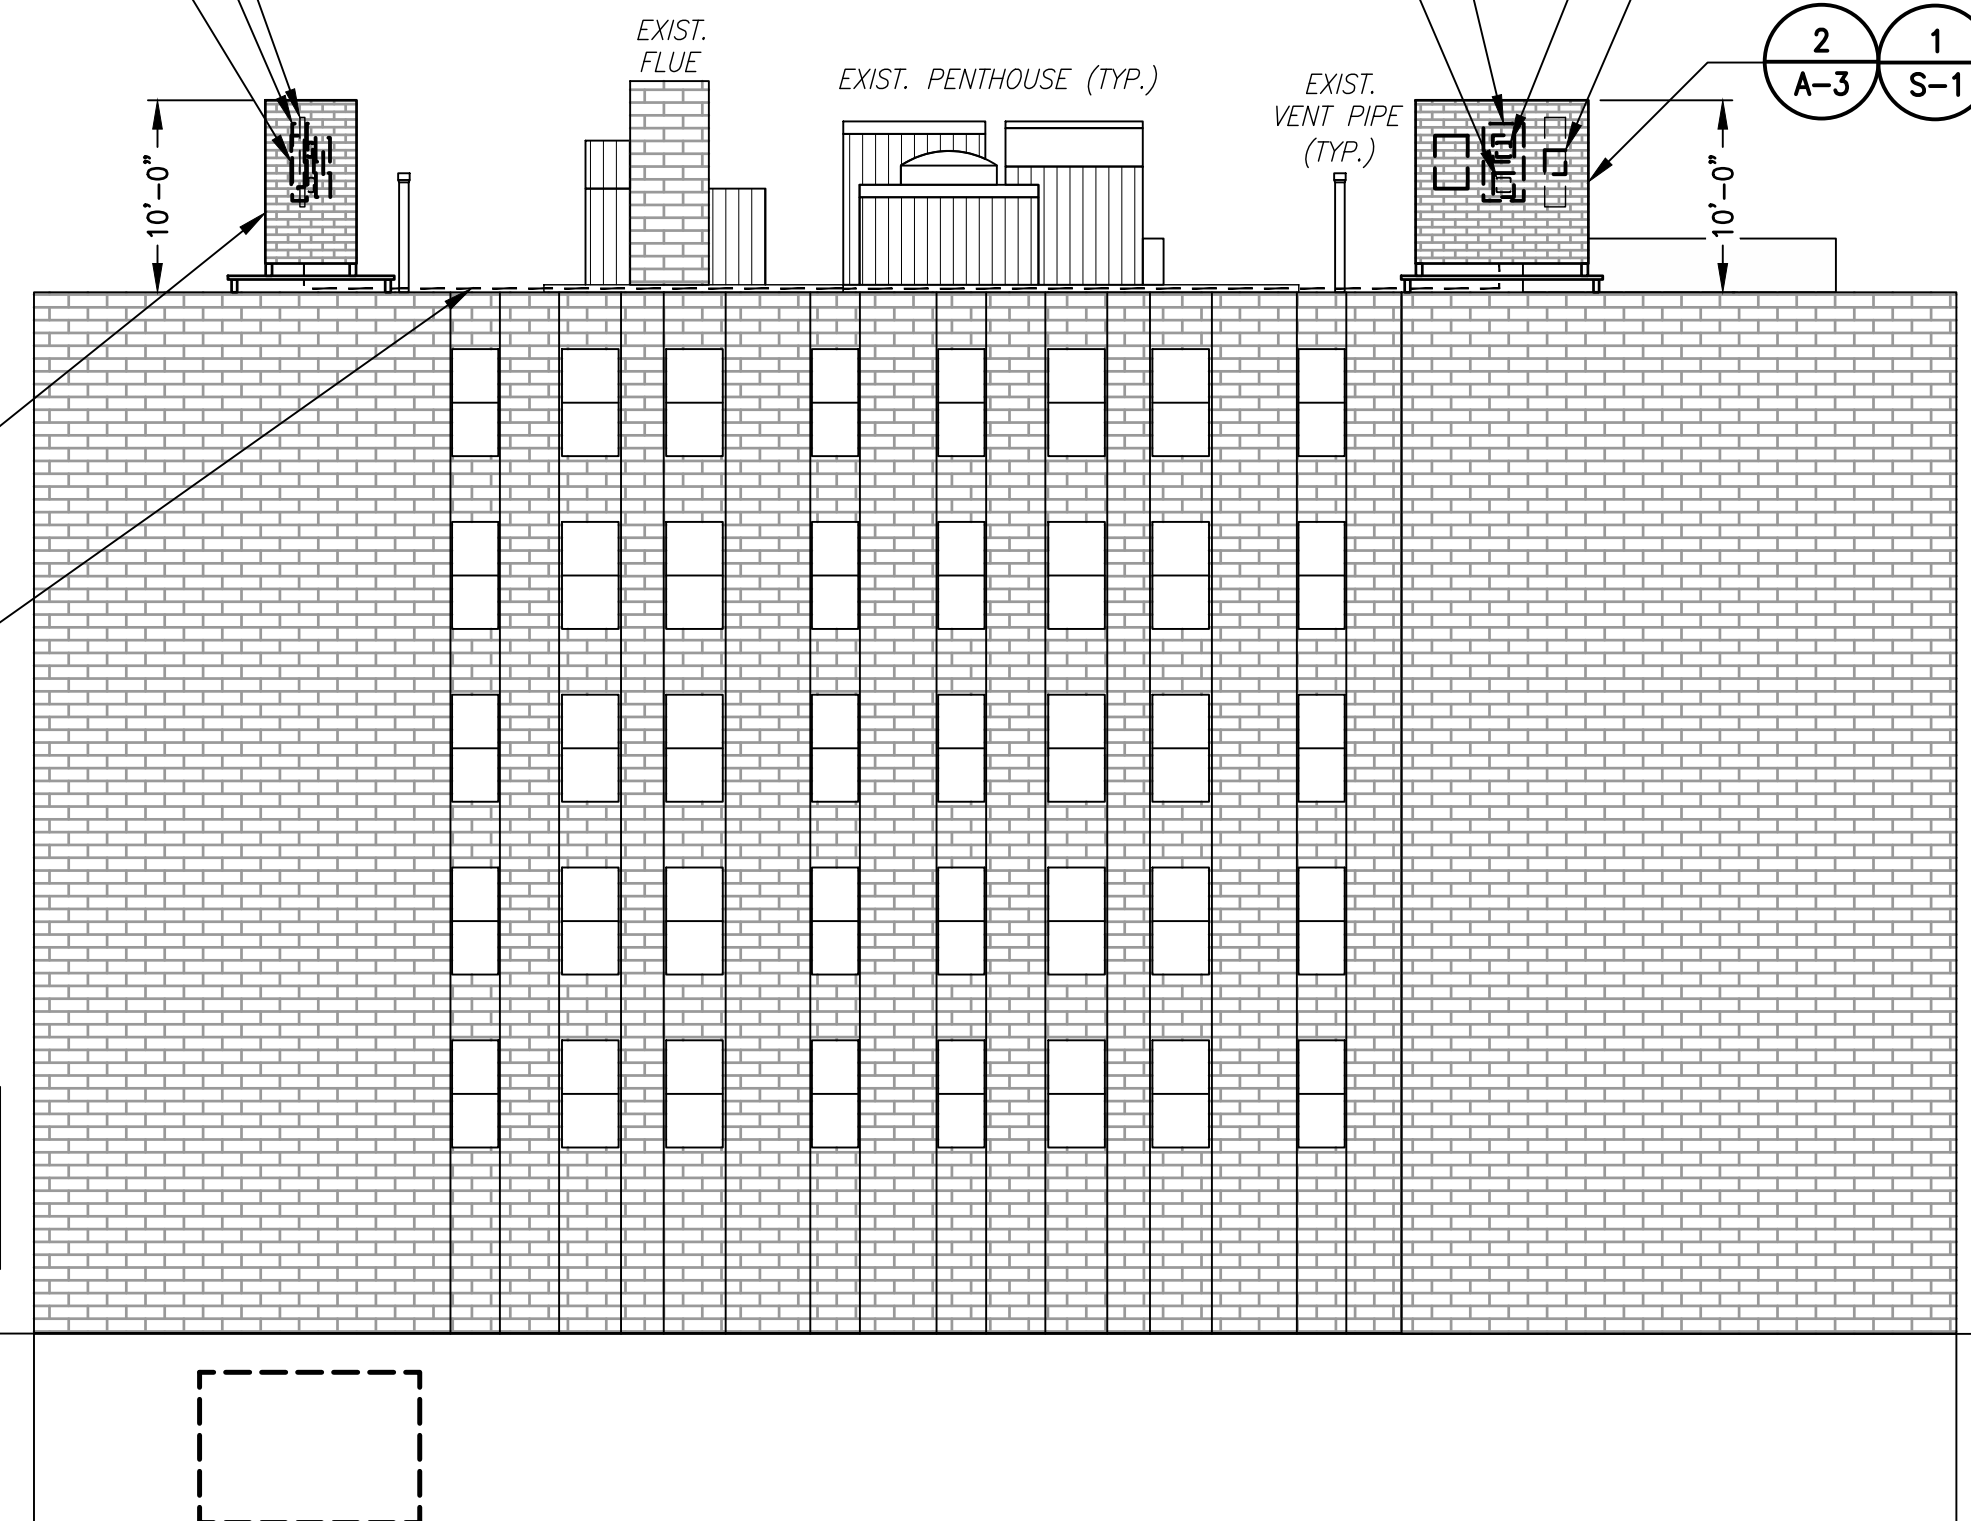 EXIST.
FLUE
EXIST. PENTHOUSE (TYP.)
EXIST.
VENT PIPE
(TYP.)
2
A-3
1
S-1
10'-0"
10'-0"